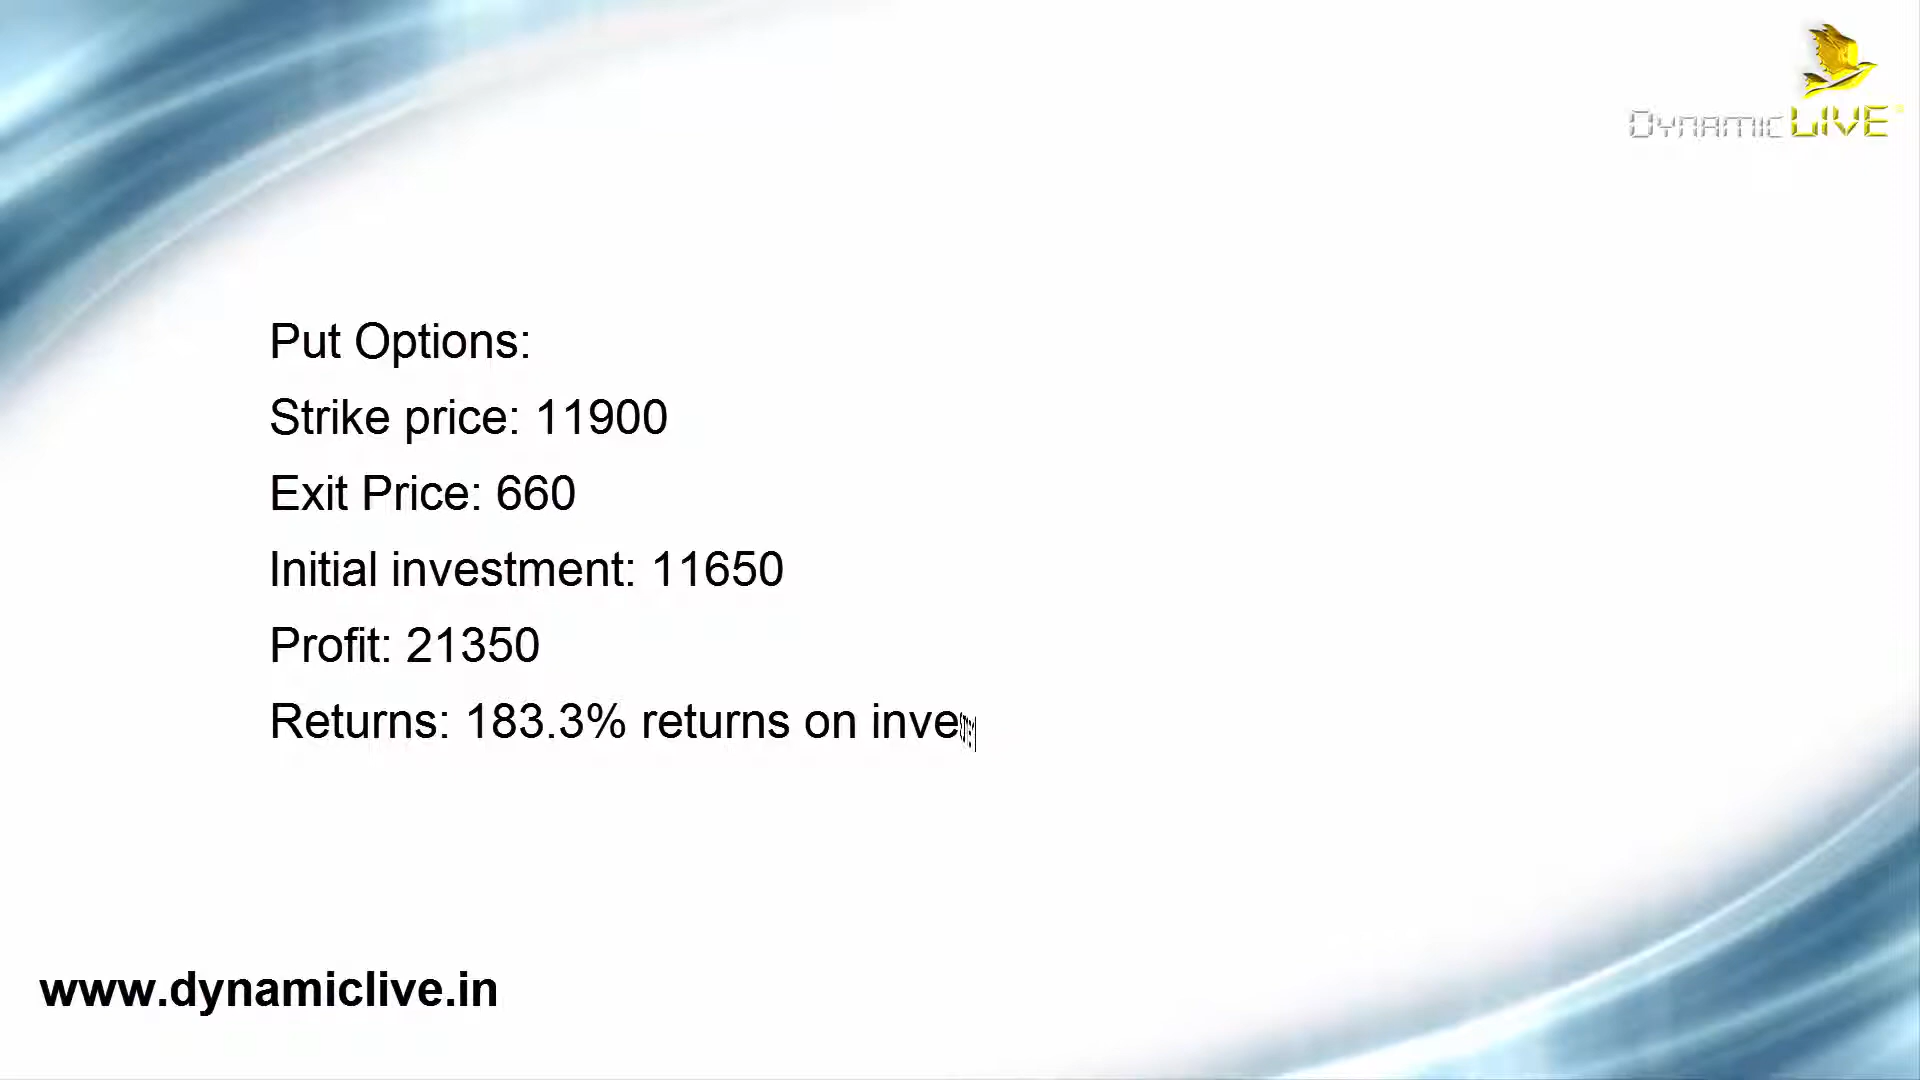 Dynamic LIVE
Put Options:
Strike price: 11900
Exit Price: 660
Initial investment: 11650
Profit: 21350
Returns: 183.3% returns on inve
www.dynamiclive.in